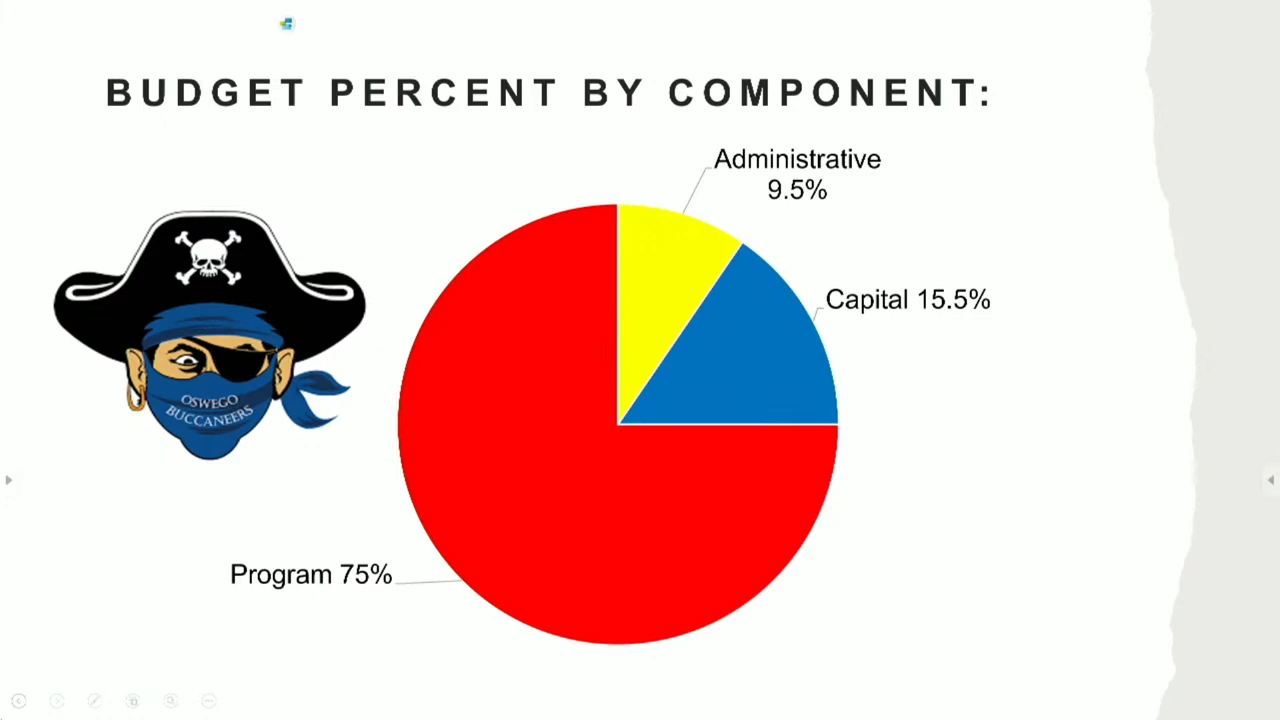 BUDGET PERCENT BY COMPONENT:
Administrative
9.5%
Capital 15.5%
OSWEGO
BUCCANEERS
Program 75%